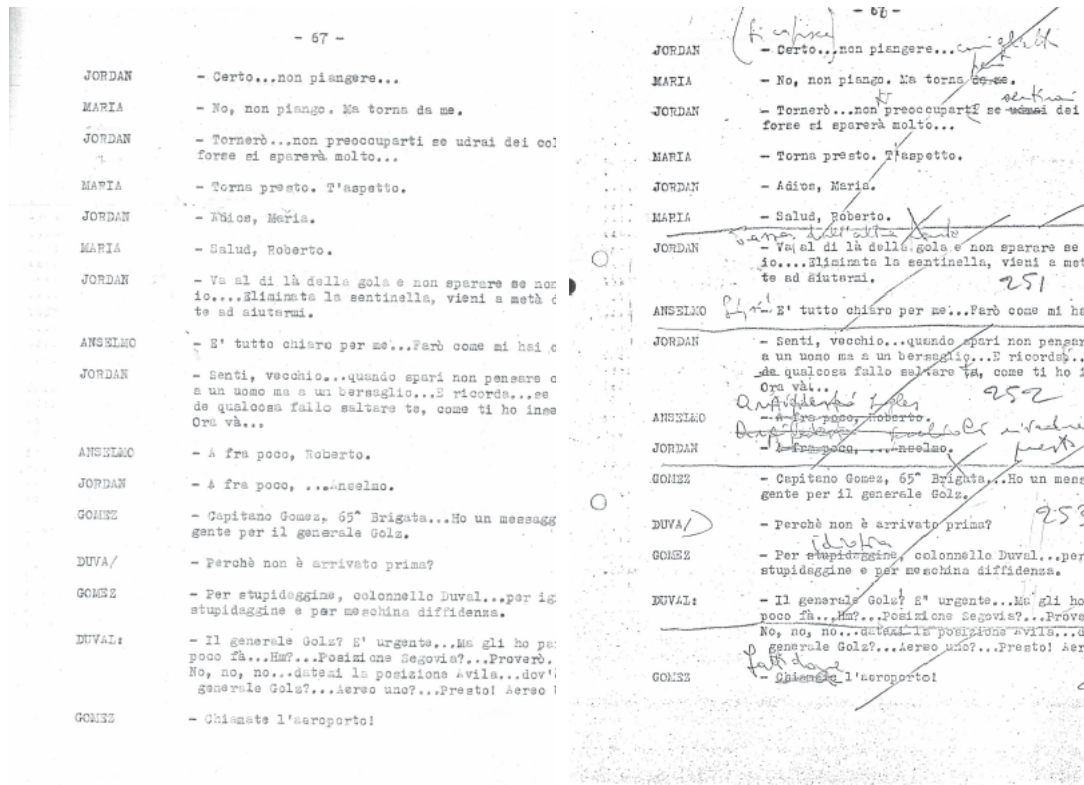 - 67 -
JORDAN - Certo...non piangere...
MARIA - No, non piango. Ma torna da me.
JORDAN - Tornerò...non preoccuparti se udrai dei col
forse si sparerà molto...
MARIA - Torna presto. T'aspetto.
JORDAN - Adios, Maria.
MARIA - Salud, Roberto.
JORDAN - Va al di là della gola e non sparare se non
io....Eliminata la sentinella, vieni a metà
te ad aiutarmi.
ANSELMO - E' tutto chiaro per me...Farò come mi hai
JORDAN - Senti, vecchio...quando spari non pensare
a un uomo ma a un bersaglio...E ricorda...se
de qualcosa fallo saltare te, come ti ho inse
Ora và...
ANSELMO - A fra poco, Roberto.
JORDAN - A fra poco, ...Anselmo.
GOMEZ - Capitano Gomez, 65^ Brigata...Ho un messagg
gente per il generale Golz.
DUVA/ - Perchè non è arrivato prima?
GOMEZ - Per stupidaggine, colonnello Duval...per ig
stupidaggine e per meschina diffidenza.
DUVAL: - Il generale Golz? E' urgente...Ma gli ho pa
poco fà...Hm?...Posizione Segovia?...Proverò.
No, no, no...datemi la posizione Avila...dov'
generale Golz?...Aereo uno?...Presto! Aereo
GOMEZ - Chiamate l'aeroporto!
JORDAN - Certo...non piangere...
MARIA - No, non piango. Ma torna da me.
sentirai
JORDAN - Tornerò...non preoccuparti se udrai dei
forse si sparerà molto...
MARIA - Torna presto. T'aspetto.
JORDAN - Adios, Maria.
MARIA - Salud, Roberto.
JORDAN - Va al di là della gola e non sparare se
io....Eliminata la sentinella, vieni a met
te ad aiutarmi.
251
ANSELMO - E' tutto chiaro per me...Farò come mi ha
JORDAN - Senti, vecchio...quando spari non pensar
a un uomo ma a un bersaglio...E ricorda...
de qualcosa fallo saltare te, come ti ho i
Ora và...
252
ANSELMO - A fra poco, Roberto.
JORDAN - A fra poco, ...Anselmo.
presto
GOMEZ - Capitano Gomez, 65^ Brigata...Ho un mess
gente per il generale Golz.
253
DUVA/ - Perchè non è arrivato prima?
GOMEZ - Per stupidaggine, colonnello Duval...per
stupidaggine e per meschina diffidenza.
DUVAL: - Il generale Golz? E' urgente...Ma gli ho
poco fà...Hm?...Posizione Segovia?...Prove
No, no, no...datemi la posizione Avila...d
generale Golz?...Aereo uno?...Presto! Aer
GOMEZ - Chiamate l'aeroporto!